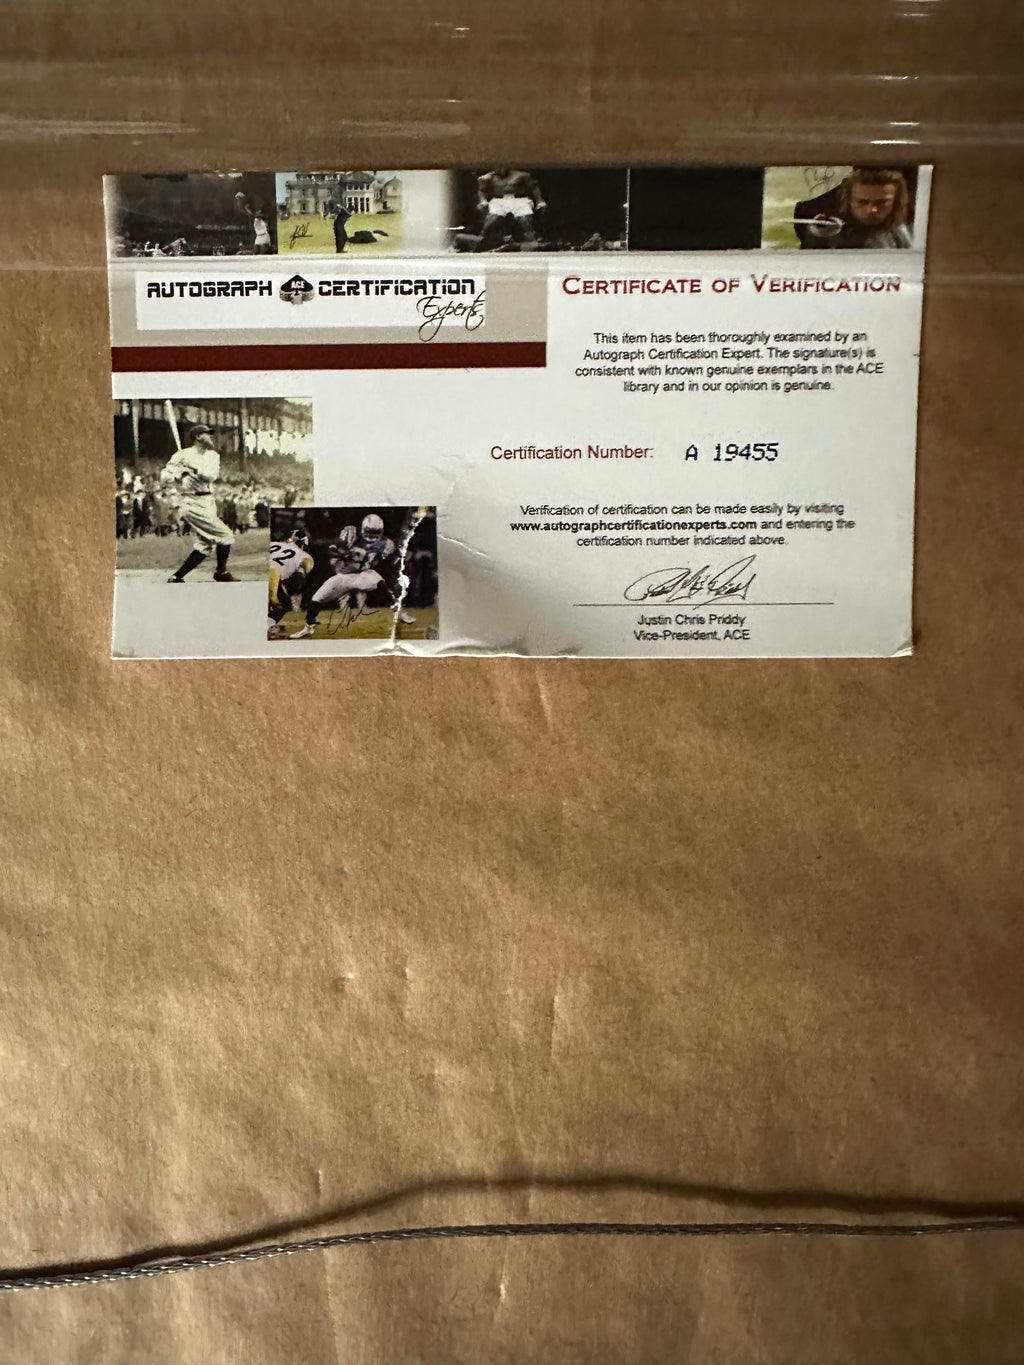 AUTOGRAPH ACE CERTIFICATION
Experts
CERTIFICATE OF VERIFICATION
This item has been thoroughly examined by an
Autograph Certification Expert. The signature(s) is
consistent with known genuine exemplars in the ACE
library and in our opinion is genuine.
Certification Number: A 19455
Verification of certification can be made easily by visiting
www.autographcertificationexperts.com and entering the
certification number indicated above.
Justin Chris Priddy
Vice-President, ACE
22
21